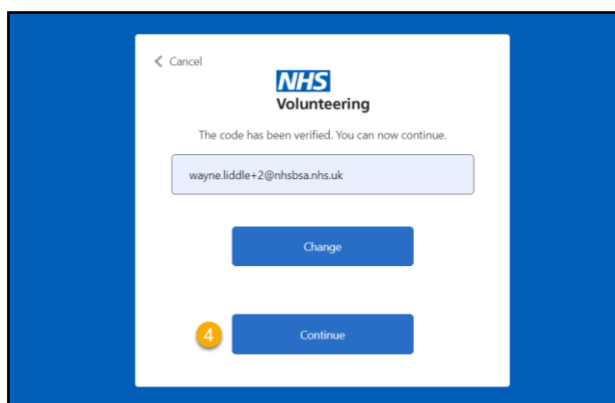 Cancel
NHS
Volunteering
The code has been verified. You can now continue.
wayne.liddle+2@nhsbsa.nhs.uk
Change
4
Continue